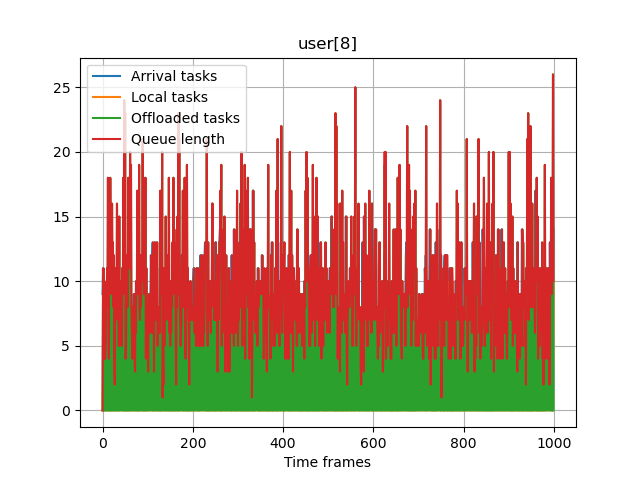 user[8]
Arrival tasks
Local tasks
Offloaded tasks
Queue length
25
20
15
10
5
0
0 200 400 600 800 1000
Time frames